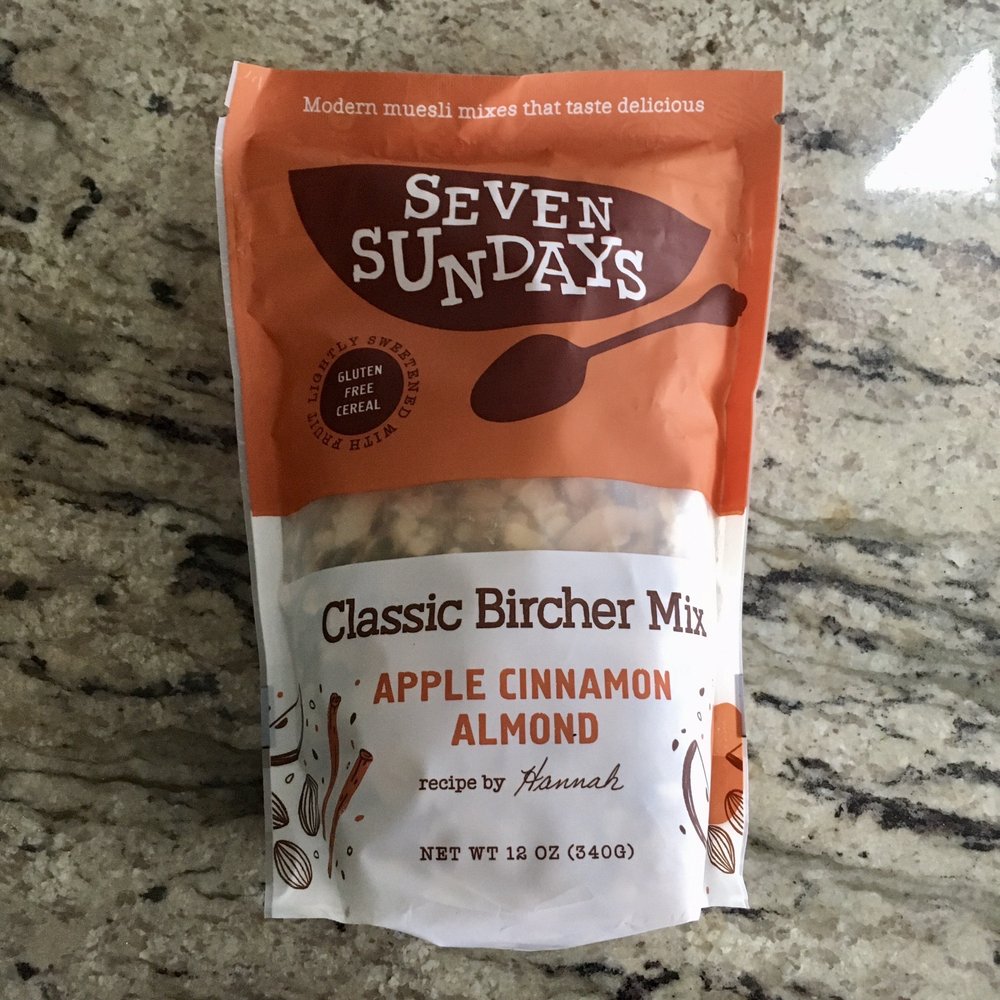 Modern muesli mixes that taste delicious
SEVEN
SUNDAYS
LIGHTLY SWEETENED WITH FRUIT
GLUTEN
FREE
CEREAL
Classic Bircher Mix
APPLE CINNAMON
ALMOND
recipe by Hannah
NET WT 12 OZ (340G)